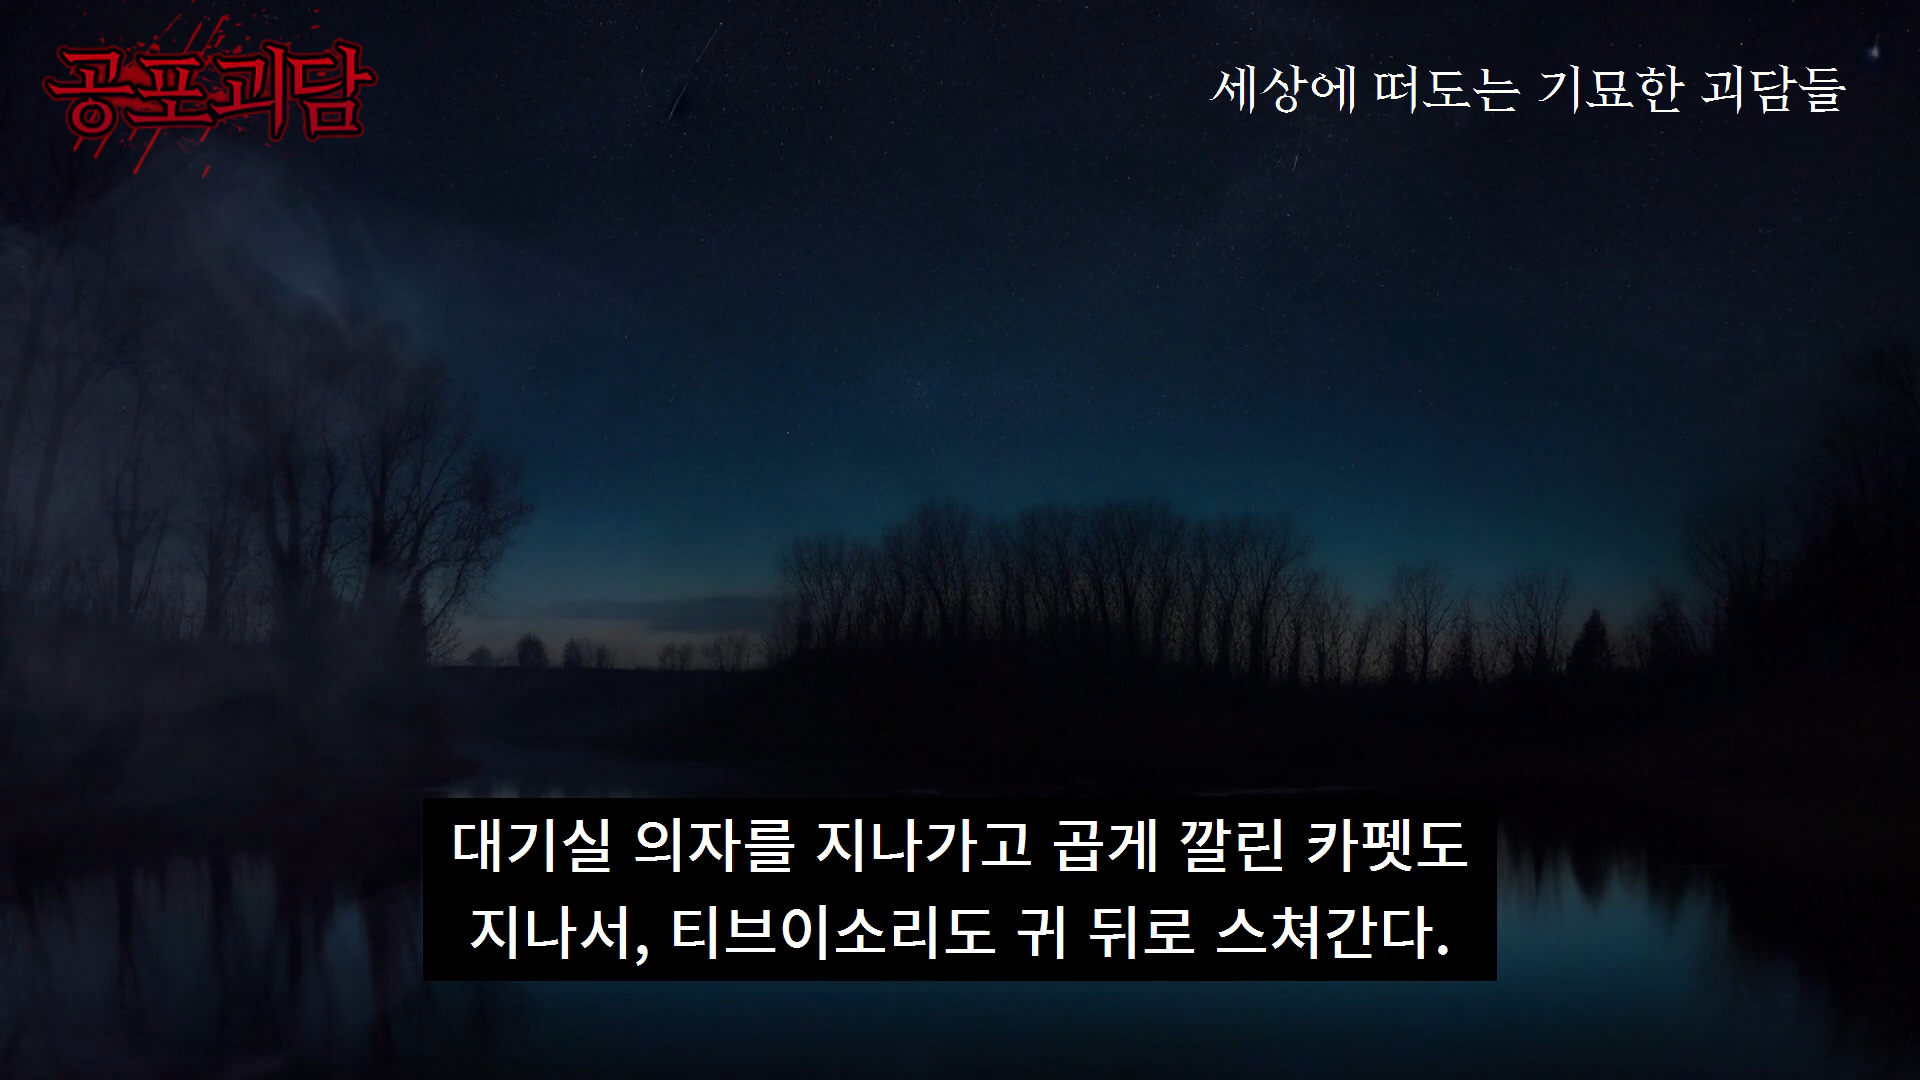 공포괴담
세상에 떠도는 기묘한 괴담들
대기실 의자를 지나가고 곱게 깔린 카펫도
지나서, 티브이소리도 귀 뒤로 스쳐간다.